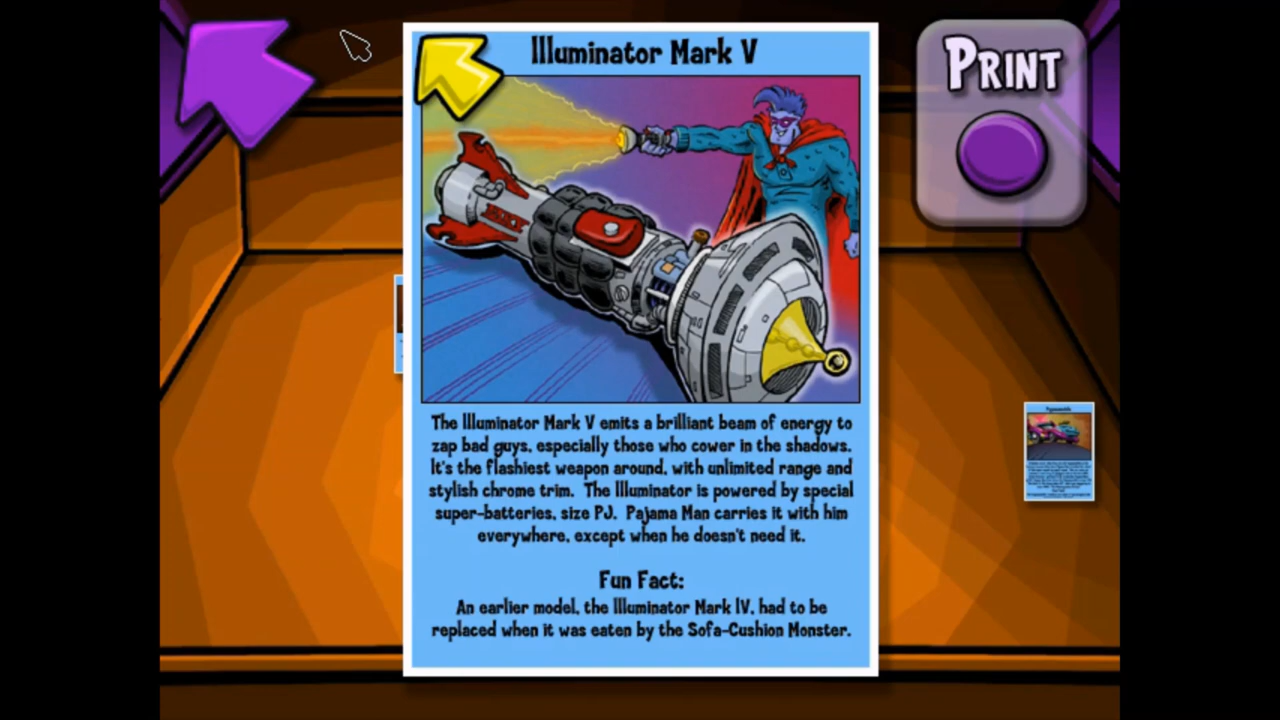 Illuminator Mark V
PRINT
The Illuminator Mark V emits a brilliant beam of energy to
zap bad guys, especially those who cower in the shadows.
It's the flashiest weapon around, with unlimited range and
stylish chrome trim. The Illuminator is powered by special
super-batteries, size PJ. Pajama Man carries it with him
everywhere, except when he doesn't need it.
Fun Fact:
An earlier model, the Illuminator Mark IV, had to be
replaced when it was eaten by the Sofa-Cushion Monster.